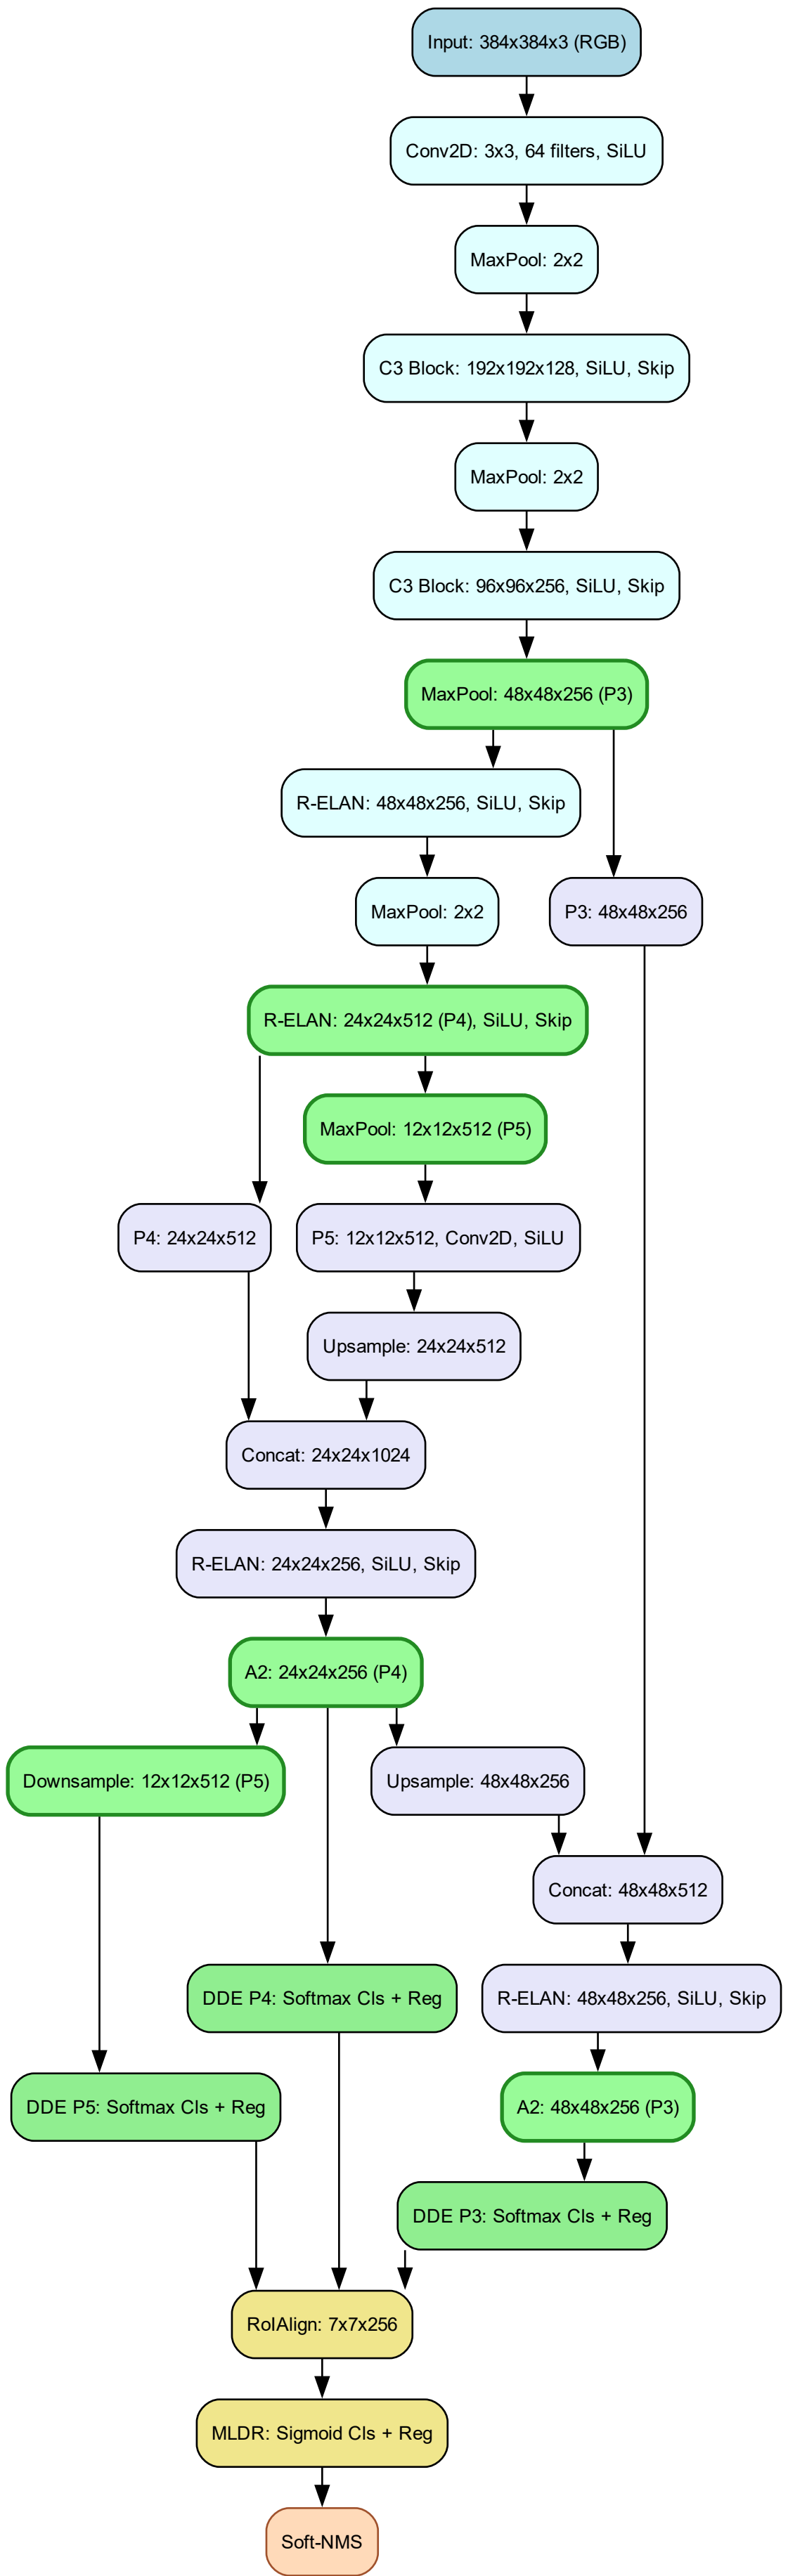 Input: 384x384x3 (RGB)
Conv2D: 3x3, 64 filters, SiLU
MaxPool: 2x2
C3 Block: 192x192x128, SiLU, Skip
MaxPool: 2x2
C3 Block: 96x96x256, SiLU, Skip
MaxPool: 48x48x256 (P3)
R-ELAN: 48x48x256, SiLU, Skip
MaxPool: 2x2
P3: 48x48x256
R-ELAN: 24x24x512 (P4), SiLU, Skip
MaxPool: 12x12x512 (P5)
P4: 24x24x512
P5: 12x12x512, Conv2D, SiLU
Upsample: 24x24x512
Concat: 24x24x1024
R-ELAN: 24x24x256, SiLU, Skip
A2: 24x24x256 (P4)
Downsample: 12x12x512 (P5)
Upsample: 48x48x256
Concat: 48x48x512
DDE P4: Softmax Cls + Reg
R-ELAN: 48x48x256, SiLU, Skip
DDE P5: Softmax Cls + Reg
A2: 48x48x256 (P3)
DDE P3: Softmax Cls + Reg
RoIAlign: 7x7x256
MLDR: Sigmoid Cls + Reg
Soft-NMS